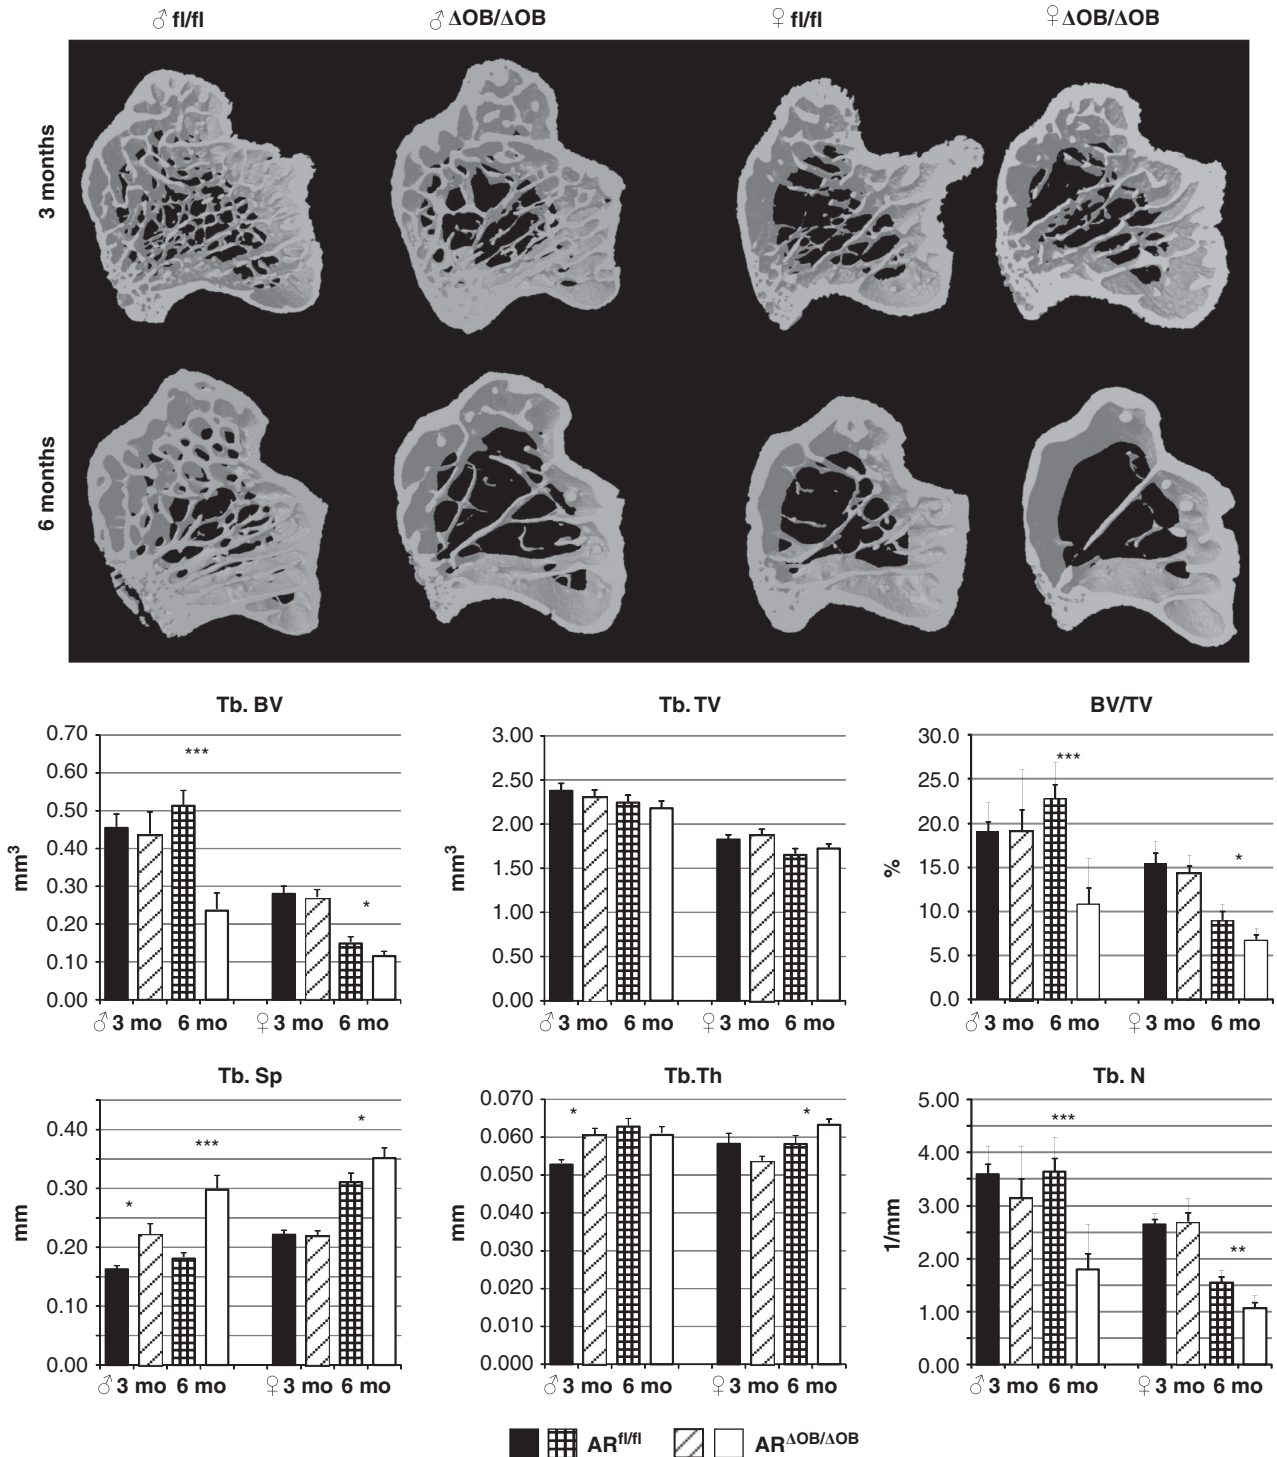 ♂ fl/fl ♂ ΔOB/ΔOB ♀ fl/fl ♀ ΔOB/ΔOB
3 months
6 months
Tb. BV
0.70
0.60
0.50
0.40
0.30
0.20
0.10
0.00
mm³
***
*
♂ 3 mo 6 mo ♀ 3 mo 6 mo
Tb. TV
3.00
2.50
2.00
1.50
1.00
0.50
0.00
mm³
♂ 3 mo 6 mo ♀ 3 mo 6 mo
BV/TV
30.0
25.0
20.0
15.0
10.0
5.0
0.0
%
***
*
♂ 3 mo 6 mo ♀ 3 mo 6 mo
Tb. Sp
0.40
0.30
0.20
0.10
0.00
mm
*
***
*
♂ 3 mo 6 mo ♀ 3 mo 6 mo
Tb.Th
0.070
0.060
0.050
0.040
0.030
0.020
0.010
0.000
mm
*
*
♂ 3 mo 6 mo ♀ 3 mo 6 mo
Tb. N
5.00
4.00
3.00
2.00
1.00
0.00
1/mm
***
**
♂ 3 mo 6 mo ♀ 3 mo 6 mo
AR^fl/fl AR^ΔOB/ΔOB